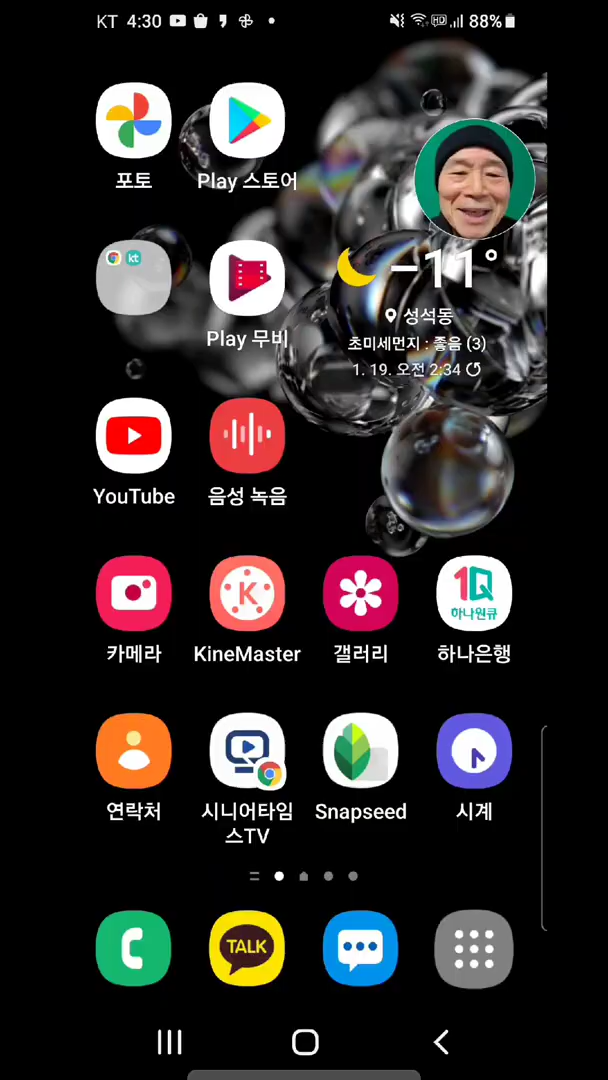 KT 4:30
HD
88%
포토
Play 스토어
kt
Play 무비
-11°
성석동
초미세먼지 : 좋음 (3)
1. 19. 오전 2:34
YouTube
음성 녹음
K
1Q
하나원큐
카메라
KineMaster
갤러리
하나은행
연락처
시니어타임
스TV
Snapseed
시계
TALK